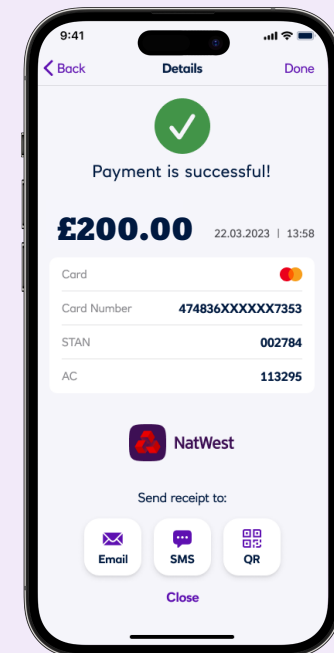 9:41
Back Details Done
Payment is successful!
£200.00 22.03.2023 | 13:58
Card
Card Number 474836XXXXXX7353
STAN 002784
AC 113295
NatWest
Send receipt to:
Email SMS QR
Close